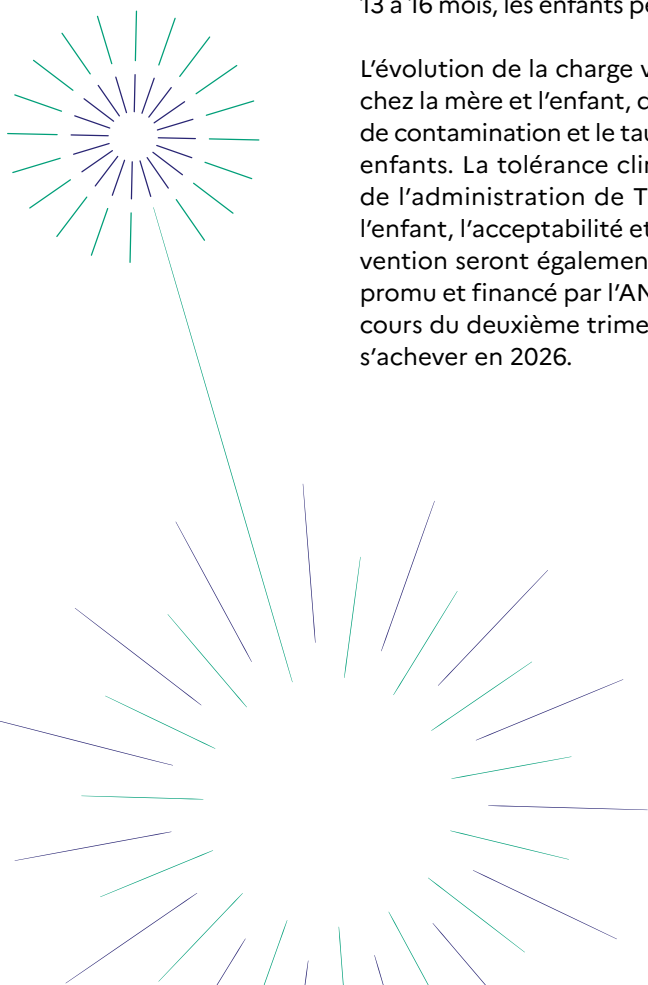 13 à 16 mois, les enfants pe
L’évolution de la charge v
chez la mère et l’enfant,
de contamination et le tau
enfants. La tolérance clin
de l’administration de T
l’enfant, l’acceptabilité et
vention seront égalemen
promu et financé par l’AN
cours du deuxième trime
s’achever en 2026.